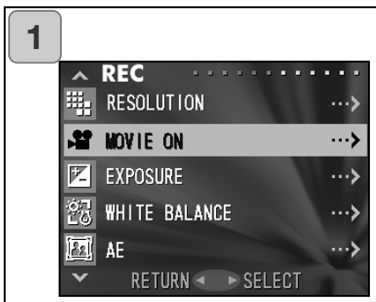 1
REC
RESOLUTION
MOVIE ON
EXPOSURE
WHITE BALANCE
AE
RETURN SELECT